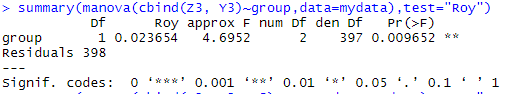 > summary(manova(cbind(Z3, Y3)~group,data=mydata),test="Roy")
Df Roy approx F num Df den Df Pr(>F)
group 1 0.023654 4.6952 2 397 0.009652 **
Residuals 398
---
Signif. codes: 0 ‘***’ 0.001 ‘**’ 0.01 ‘*’ 0.05 ‘.’ 0.1 ‘ ’ 1